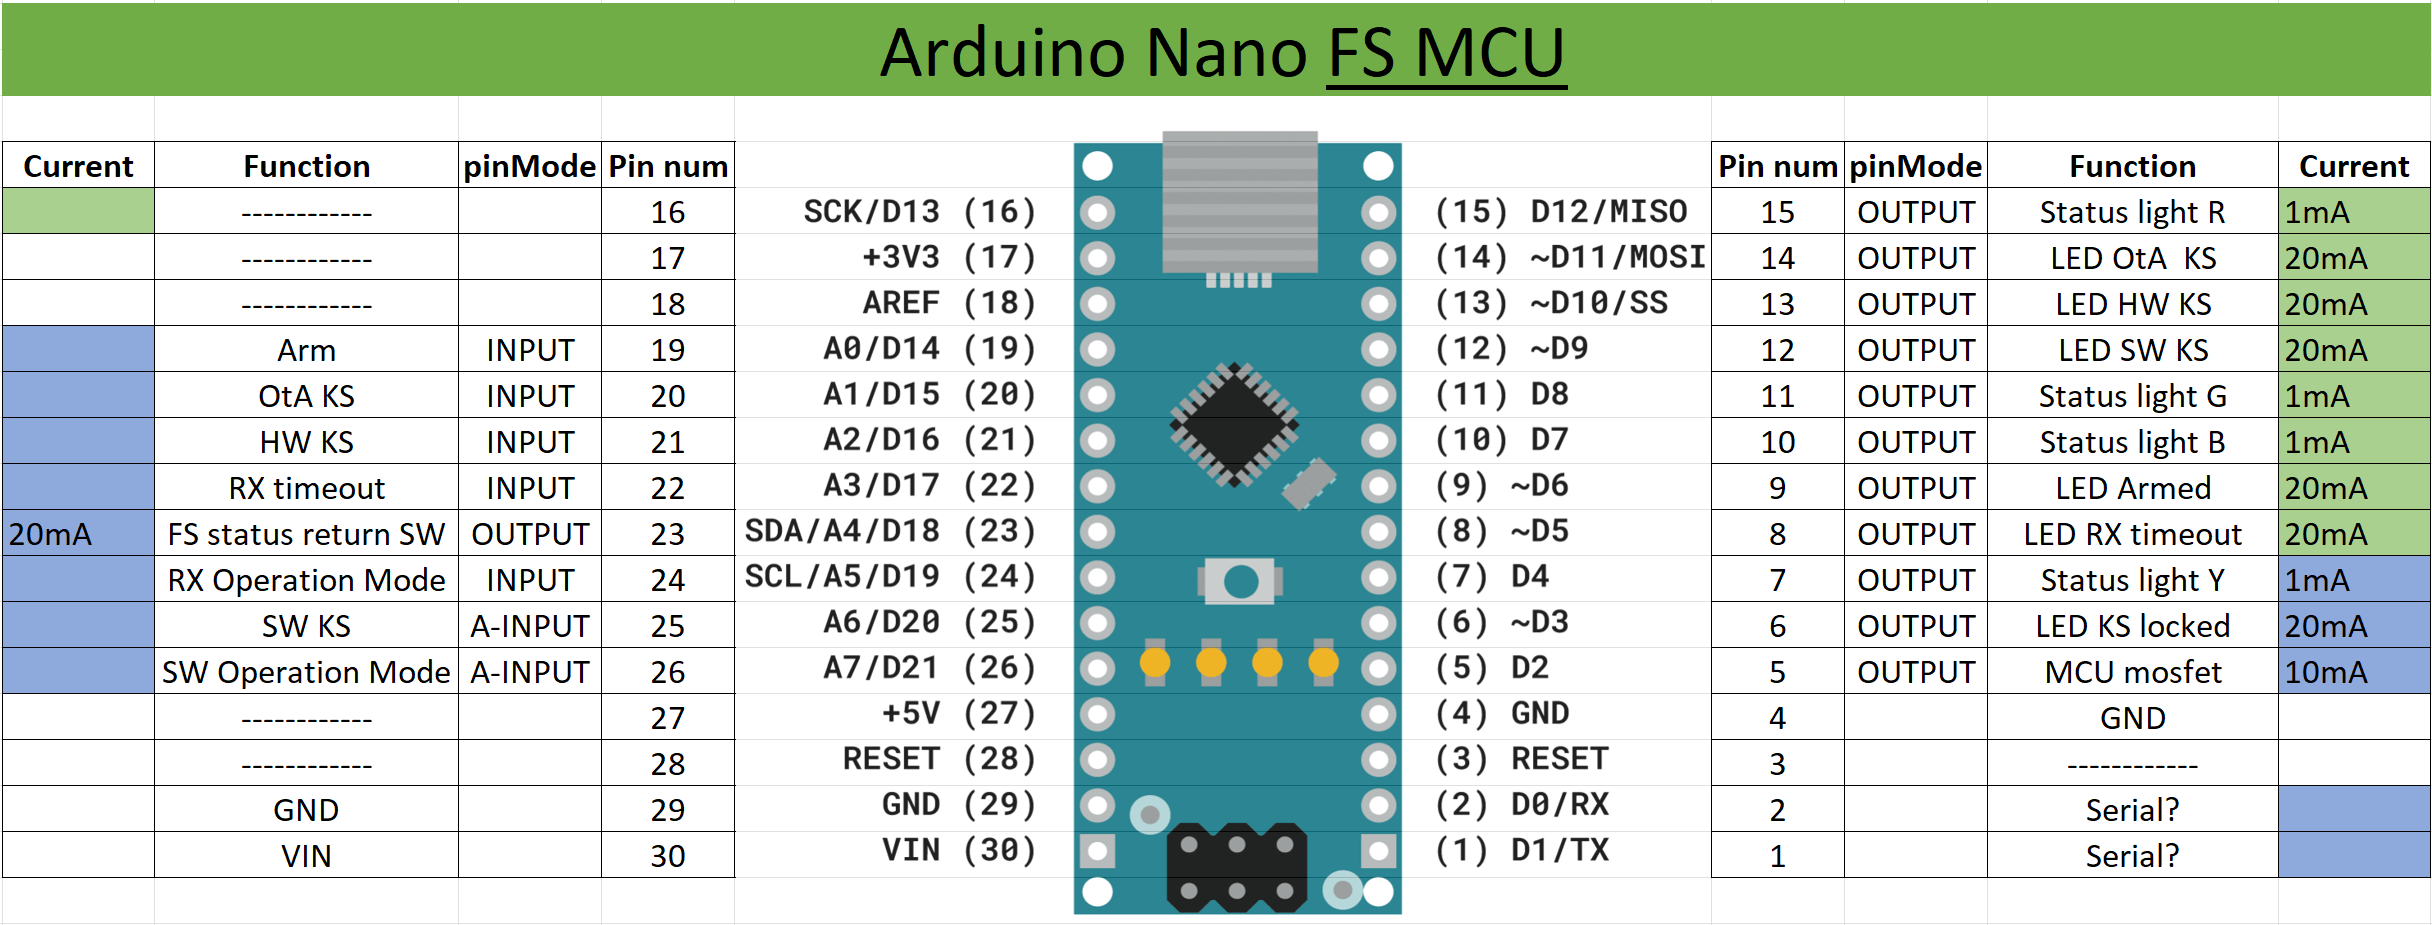 Arduino Nano FS MCU
Current Function pinMode Pin num Pin num pinMode Function Current
------------ 16 SCK/D13 (16) (15) D12/MISO 15 OUTPUT Status light R 1mA
------------ 17 +3V3 (17) (14) ~D11/MOSI 14 OUTPUT LED OtA  KS 20mA
------------ 18 AREF (18) (13) ~D10/SS 13 OUTPUT LED HW KS 20mA
Arm INPUT 19 A0/D14 (19) (12) ~D9 12 OUTPUT LED SW KS 20mA
OtA KS INPUT 20 A1/D15 (20) (11) D8 11 OUTPUT Status light G 1mA
HW KS INPUT 21 A2/D16 (21) (10) D7 10 OUTPUT Status light B 1mA
RX timeout INPUT 22 A3/D17 (22) (9) ~D6 9 OUTPUT LED Armed 20mA
20mA FS status return SW OUTPUT 23 SDA/A4/D18 (23) (8) ~D5 8 OUTPUT LED RX timeout 20mA
RX Operation Mode INPUT 24 SCL/A5/D19 (24) (7) D4 7 OUTPUT Status light Y 1mA
SW KS A-INPUT 25 A6/D20 (25) (6) ~D3 6 OUTPUT LED KS locked 20mA
SW Operation Mode A-INPUT 26 A7/D21 (26) (5) D2 5 OUTPUT MCU mosfet 10mA
------------ 27 +5V (27) (4) GND 4 GND
------------ 28 RESET (28) (3) RESET 3 ------------
GND 29 GND (29) (2) D0/RX 2 Serial?
VIN 30 VIN (30) (1) D1/TX 1 Serial?